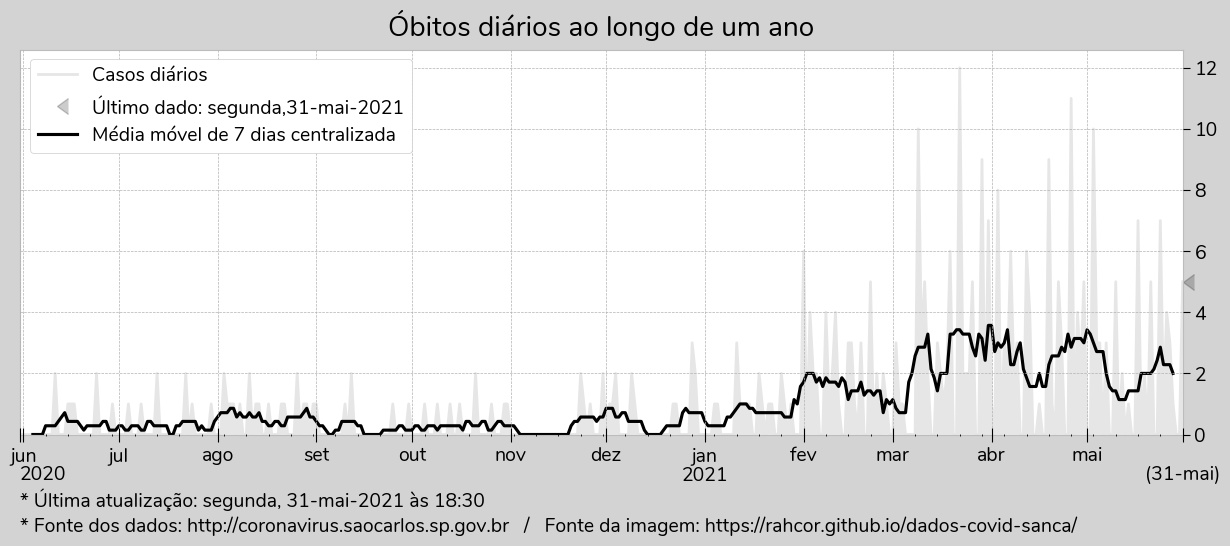 Óbitos diários ao longo de um ano
Casos diários
Último dado: segunda,31-mai-2021
Média móvel de 7 dias centralizada
12
10
8
6
4
2
0
jun jul ago set out nov dez jan fev mar abr mai
2020 2021 (31-mai)
* Última atualização: segunda, 31-mai-2021 às 18:30
* Fonte dos dados: http://coronavirus.saocarlos.sp.gov.br / Fonte da imagem: https://rahcor.github.io/dados-covid-sanca/